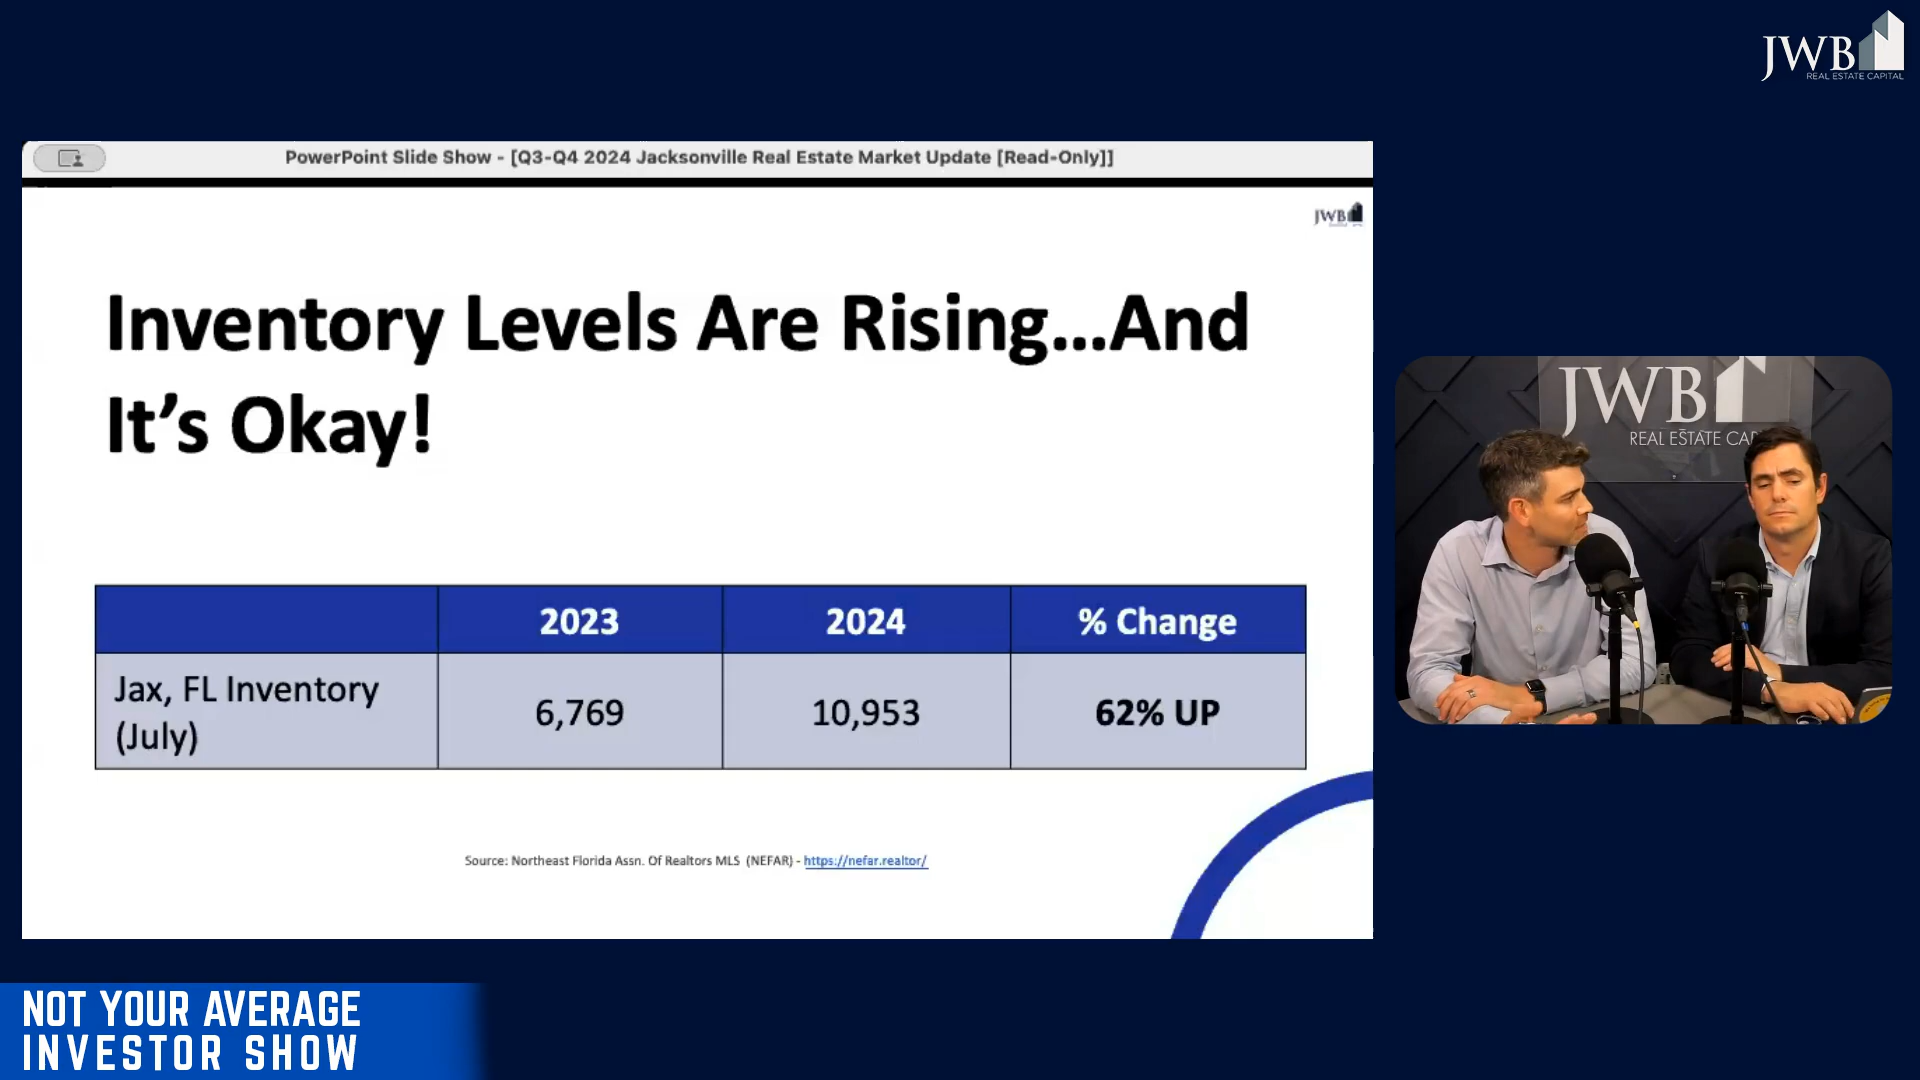 JWB
REAL ESTATE CAPITAL
PowerPoint Slide Show - [Q3-Q4 2024 Jacksonville Real Estate Market Update [Read-Only]]
JWB
Inventory Levels Are Rising...And
It's Okay!
2023 2024 % Change
Jax, FL Inventory
(July)
6,769 10,953 62% UP
Source: Northeast Florida Assn. Of Realtors MLS (NEFAR) - https://nefar.realtor/
JWB
REAL ESTATE CAP
NOT YOUR AVERAGE
INVESTOR SHOW